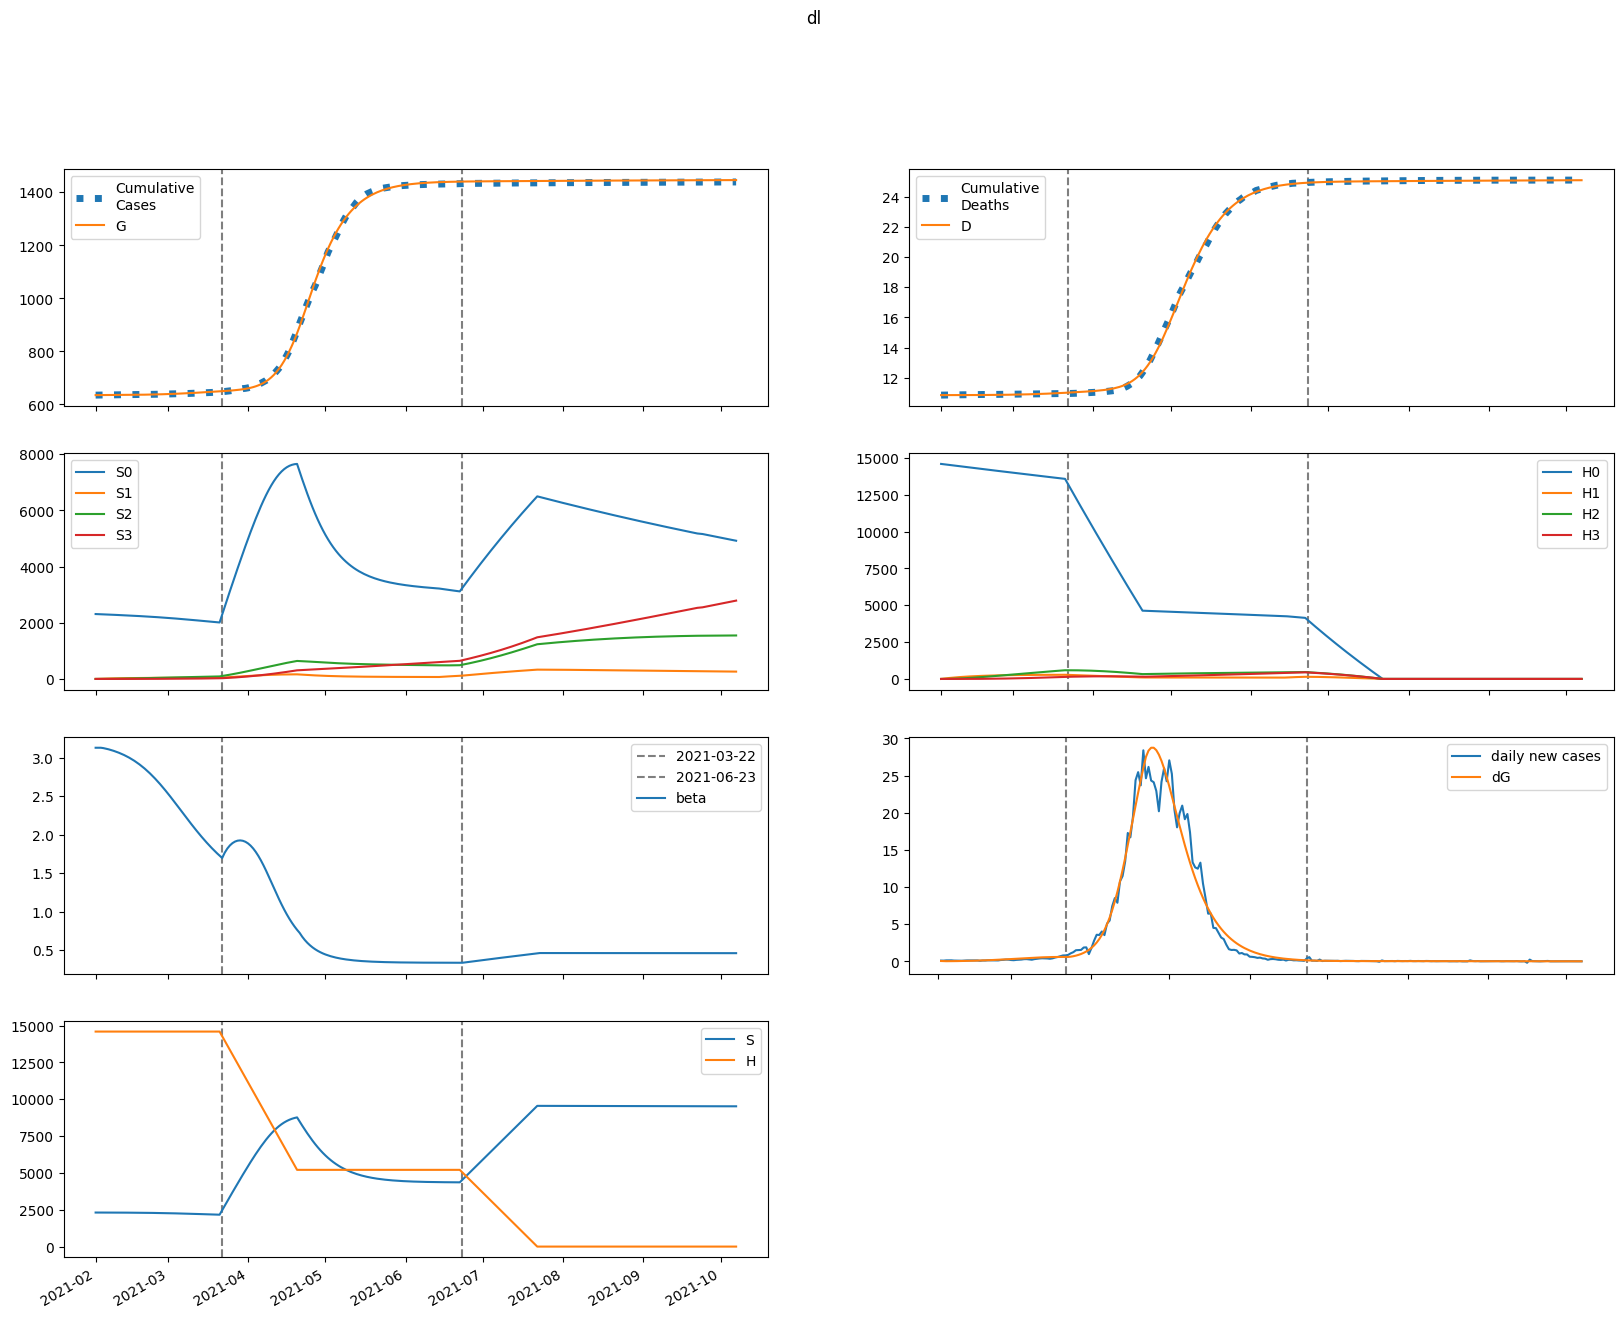 dl
1400
1200
1000
800
600
Cumulative
Cases
G
24
22
20
18
16
14
12
Cumulative
Deaths
D
8000
6000
4000
2000
0
S0
S1
S2
S3
15000
12500
10000
7500
5000
2500
0
H0
H1
H2
H3
3.0
2.5
2.0
1.5
1.0
0.5
2021-03-22
2021-06-23
beta
30
25
20
15
10
5
0
daily new cases
dG
15000
12500
10000
7500
5000
2500
0
S
H
2021-02
2021-03
2021-04
2021-05
2021-06
2021-07
2021-08
2021-09
2021-10